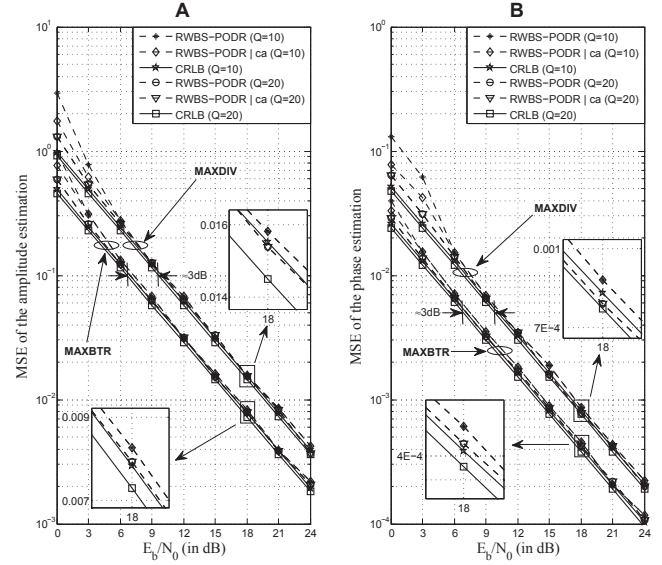 A
MSE of the amplitude estimation
10^1
10^0
10^-1
10^-2
10^-3
RWBS-PODR (Q=10)
RWBS-PODR | ca (Q=10)
CRLB (Q=10)
RWBS-PODR (Q=20)
RWBS-PODR | ca (Q=20)
CRLB (Q=20)
MAXDIV
MAXBTR
≈3dB
0.016
0.014
18
0.009
0.007
18
0 3 6 9 12 15 18 21 24
E_b/N_0 (in dB)
B
MSE of the phase estimation
10^1
10^0
10^-1
10^-2
10^-3
10^-4
RWBS-PODR (Q=10)
RWBS-PODR | ca (Q=10)
CRLB (Q=10)
RWBS-PODR (Q=20)
RWBS-PODR | ca (Q=20)
CRLB (Q=20)
MAXDIV
≈3dB
MAXBTR
0.001
7E-4
18
4E-4
18
0 3 6 9 12 15 18 21 24
E_b/N_0 (in dB)